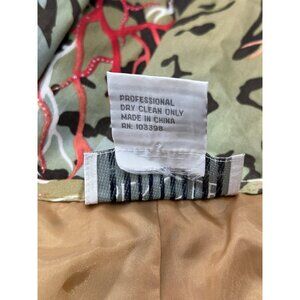 PROFESSIONAL
DRY CLEAN ONLY
MADE IN CHINA
RN: 103398